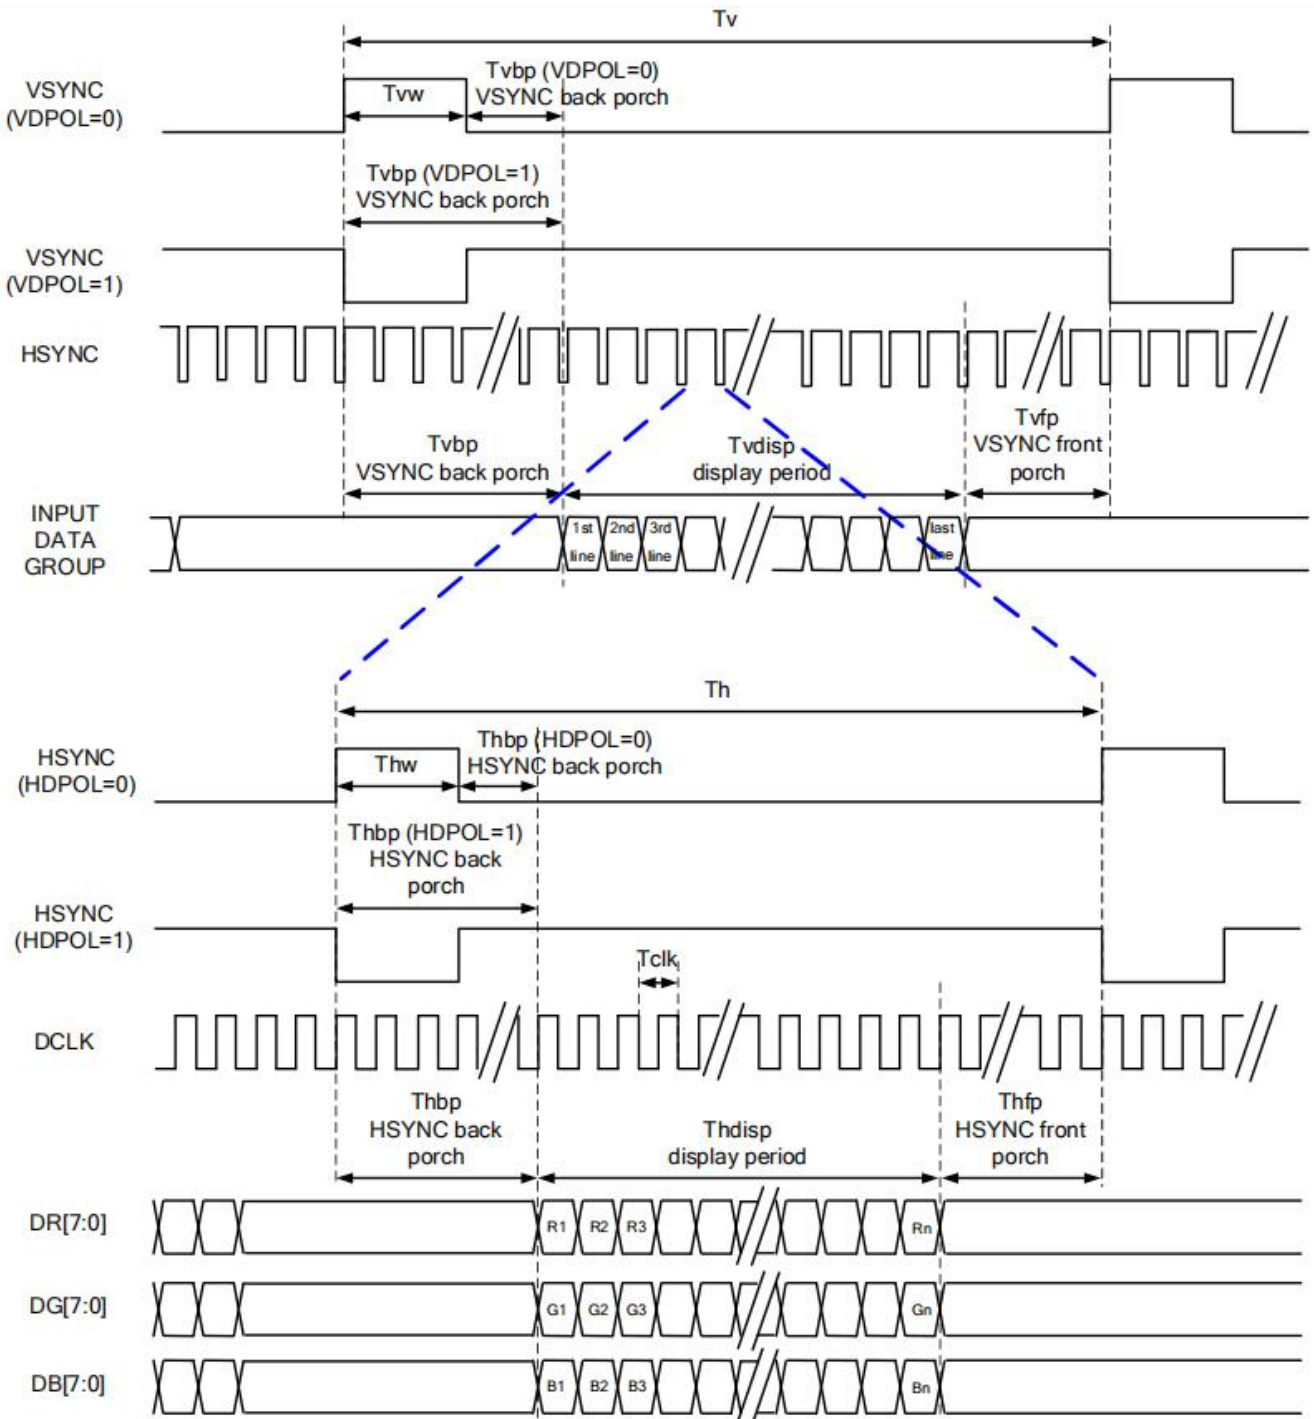 Tv
VSYNC
(VDPOL=0)
Tvw
Tvbp (VDPOL=0)
VSYNC back porch
Tvbp (VDPOL=1)
VSYNC back porch
VSYNC
(VDPOL=1)
HSYNC
Tvbp
VSYNC back porch
Tvdisp
display period
Tvfp
VSYNC front
porch
INPUT
DATA
GROUP
1st
line
2nd
line
3rd
line
last
line
Th
HSYNC
(HDPOL=0)
Thw
Thbp (HDPOL=0)
HSYNC back porch
Thbp (HDPOL=1)
HSYNC back
porch
HSYNC
(HDPOL=1)
Tclk
DCLK
Thbp
HSYNC back
porch
Thdisp
display period
Thfp
HSYNC front
porch
DR[7:0]
R1 R2 R3 Rn
DG[7:0]
G1 G2 G3 Gn
DB[7:0]
B1 B2 B3 Bn